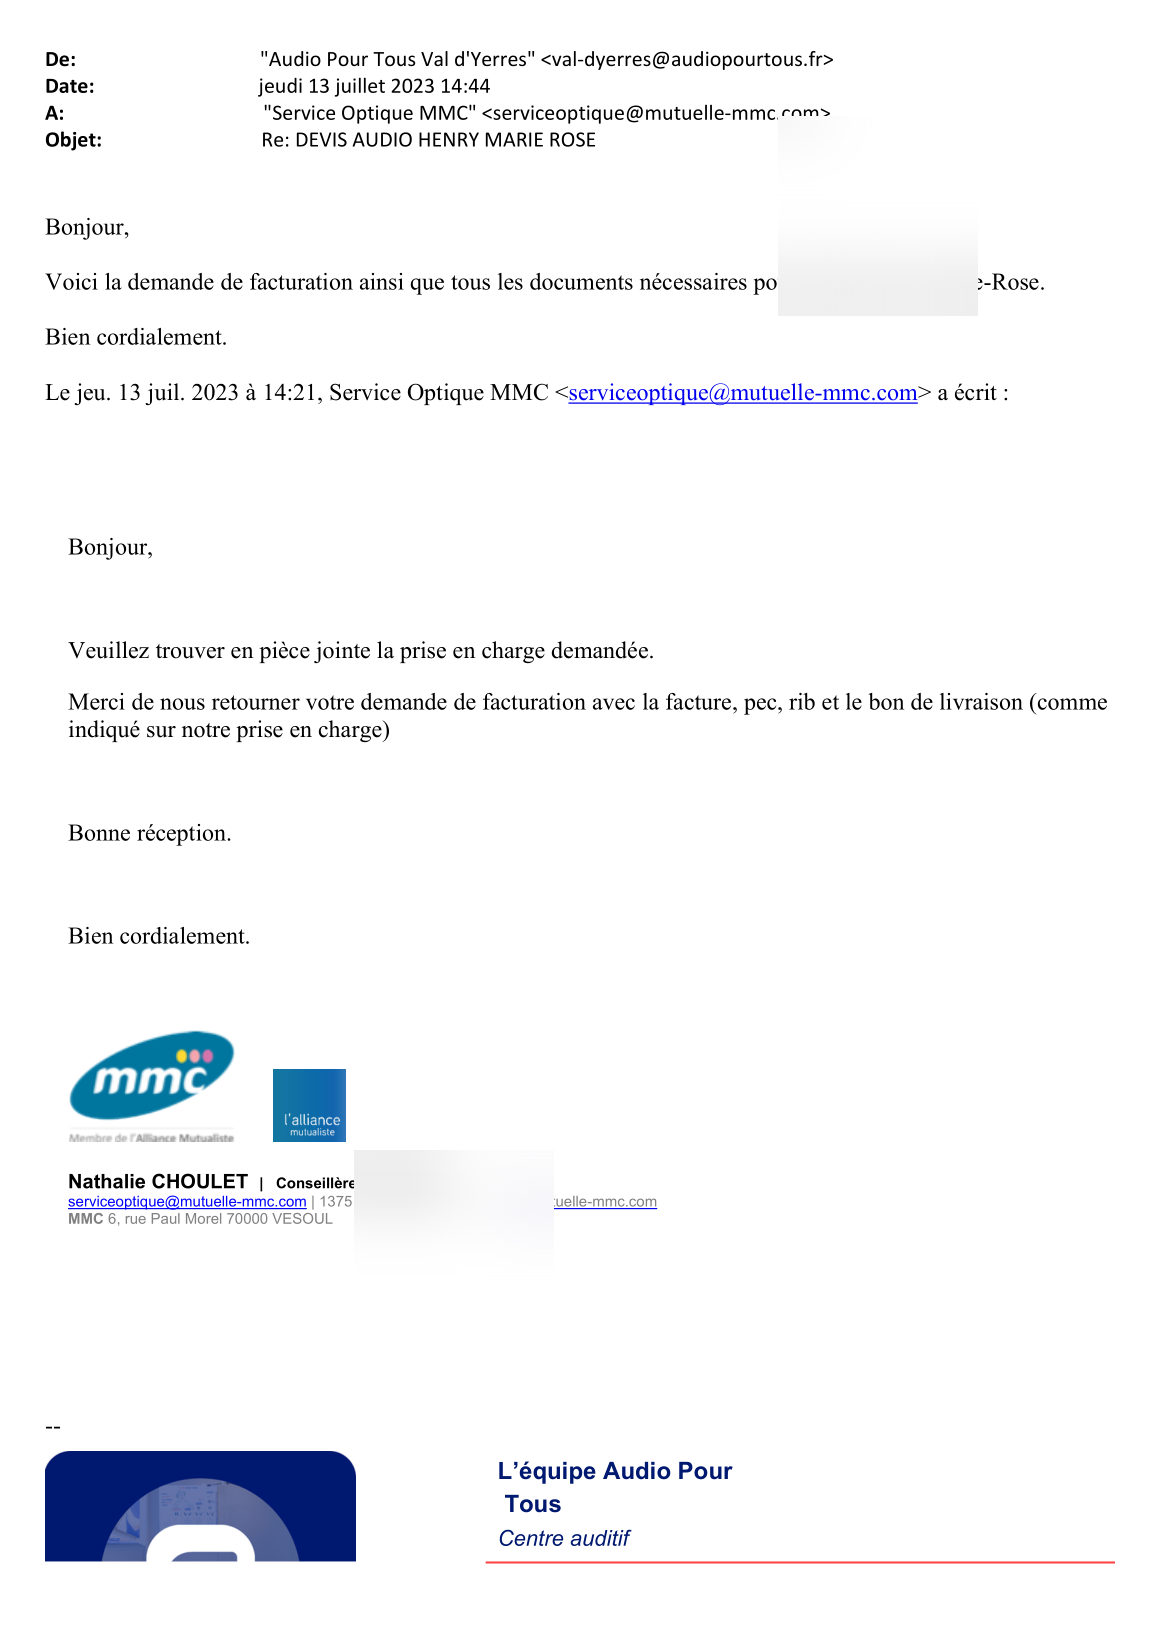 De: "Audio Pour Tous Val d'Yerres" <val-dyerres@audiopourtous.fr>
Date: jeudi 13 juillet 2023 14:44
A: "Service Optique MMC" <serviceoptique@mutuelle-mmc.com>
Objet: Re: DEVIS AUDIO HENRY MARIE ROSE
Bonjour,
Voici la demande de facturation ainsi que tous les documents nécessaires po e-Rose.
Bien cordialement.
Le jeu. 13 juil. 2023 à 14:21, Service Optique MMC <serviceoptique@mutuelle-mmc.com> a écrit :
Bonjour,
Veuillez trouver en pièce jointe la prise en charge demandée.
Merci de nous retourner votre demande de facturation avec la facture, pec, rib et le bon de livraison (comme
indiqué sur notre prise en charge)
Bonne réception.
Bien cordialement.
mmc
Membre de l'Alliance Mutualiste
l'alliance
mutualiste
Nathalie CHOULET | Conseillère
serviceoptique@mutuelle-mmc.com | 1375 tuelle-mmc.com
MMC 6, rue Paul Morel 70000 VESOUL
--
L'équipe Audio Pour
Tous
Centre auditif